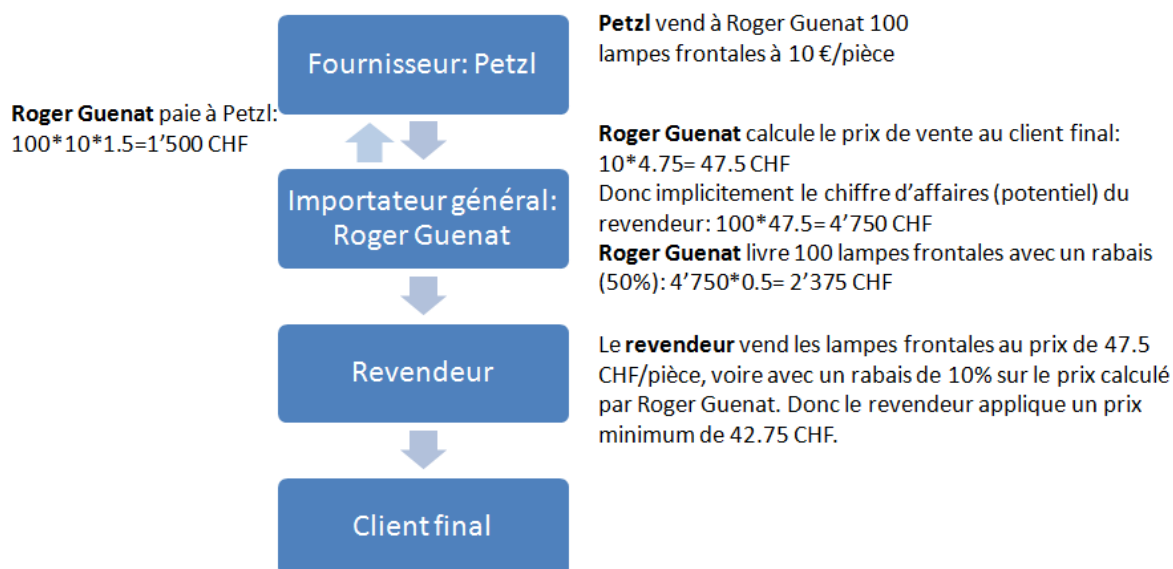 Petzl vend à Roger Guenat 100
lampes frontales à 10 €/pièce
Fournisseur: Petzl
Roger Guenat paie à Petzl:
100*10*1.5=1’500 CHF
Roger Guenat calcule le prix de vente au client final:
10*4.75= 47.5 CHF
Donc implicitement le chiffre d’affaires (potentiel) du
revendeur: 100*47.5= 4’750 CHF
Roger Guenat livre 100 lampes frontales avec un rabais
(50%): 4’750*0.5= 2’375 CHF
Importateur général:
Roger Guenat
Le revendeur vend les lampes frontales au prix de 47.5
CHF/pièce, voire avec un rabais de 10% sur le prix calculé
par Roger Guenat. Donc le revendeur applique un prix
minimum de 42.75 CHF.
Revendeur
Client final